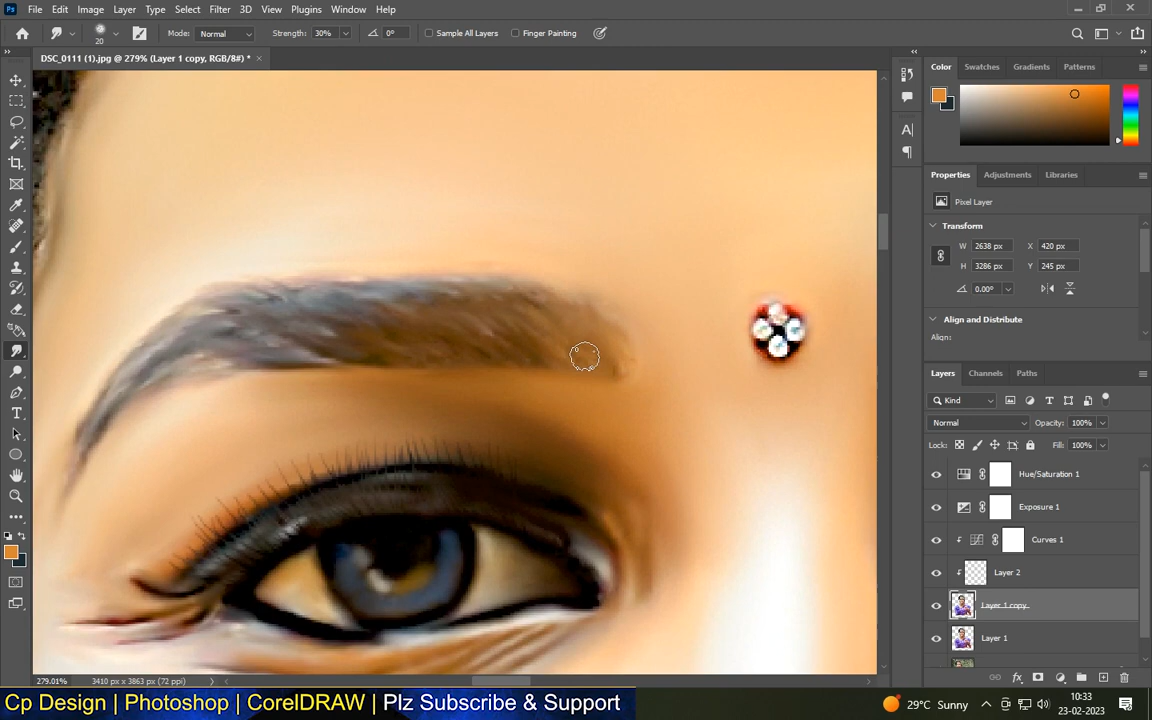 Ps File Edit Image Layer Type Select Filter 3D View Plugins Window Help
20 Mode: Normal Strength: 30% 0° Sample All Layers Finger Painting
DSC_0111 (1).jpg @ 279% (Layer 1 copy, RGB/8#) * ×
Color Swatches Gradients Patterns
Properties Adjustments Libraries
Pixel Layer
Transform
W 2638 px X 420 px
H 3286 px Y 245 px
0.00°
Align and Distribute
Align:
Layers Channels Paths
Kind
Normal Opacity: 100%
Lock: Fill: 100%
Hue/Saturation 1
Exposure 1
Curves 1
Layer 2
Layer 1 copy
Layer 1
279.01% 3410 px x 3863 px (72 ppi)
Cp Design | Photoshop | CorelDRAW | Plz Subscribe & Support
29°C Sunny
ENG
10:33
23-02-2023